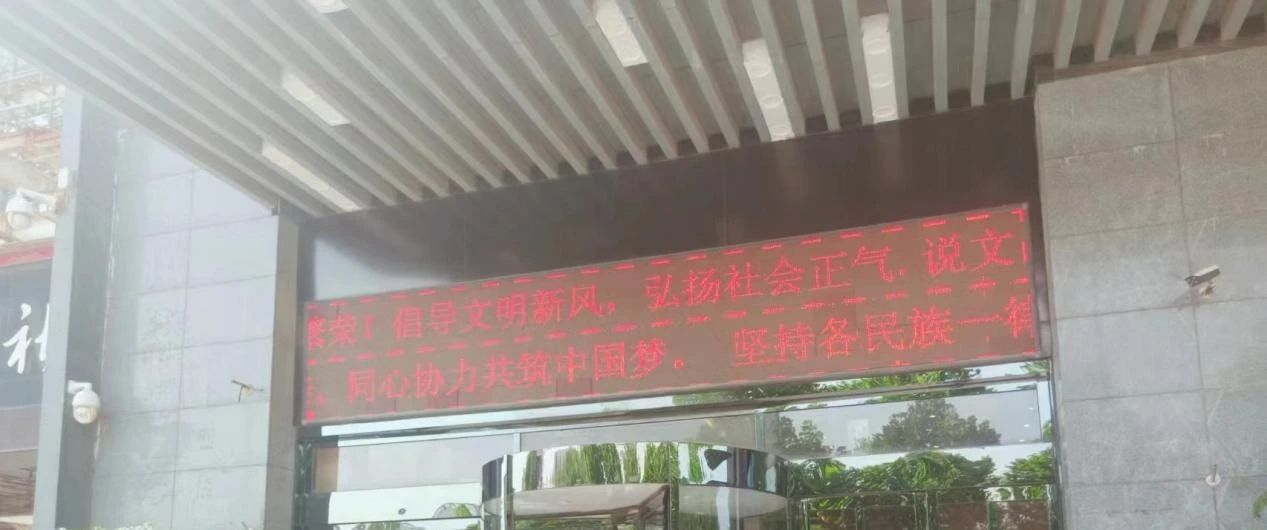 繁荣！倡导文明新风，弘扬社会正气，说文
同心协力共筑中国梦。 坚持各民族一律